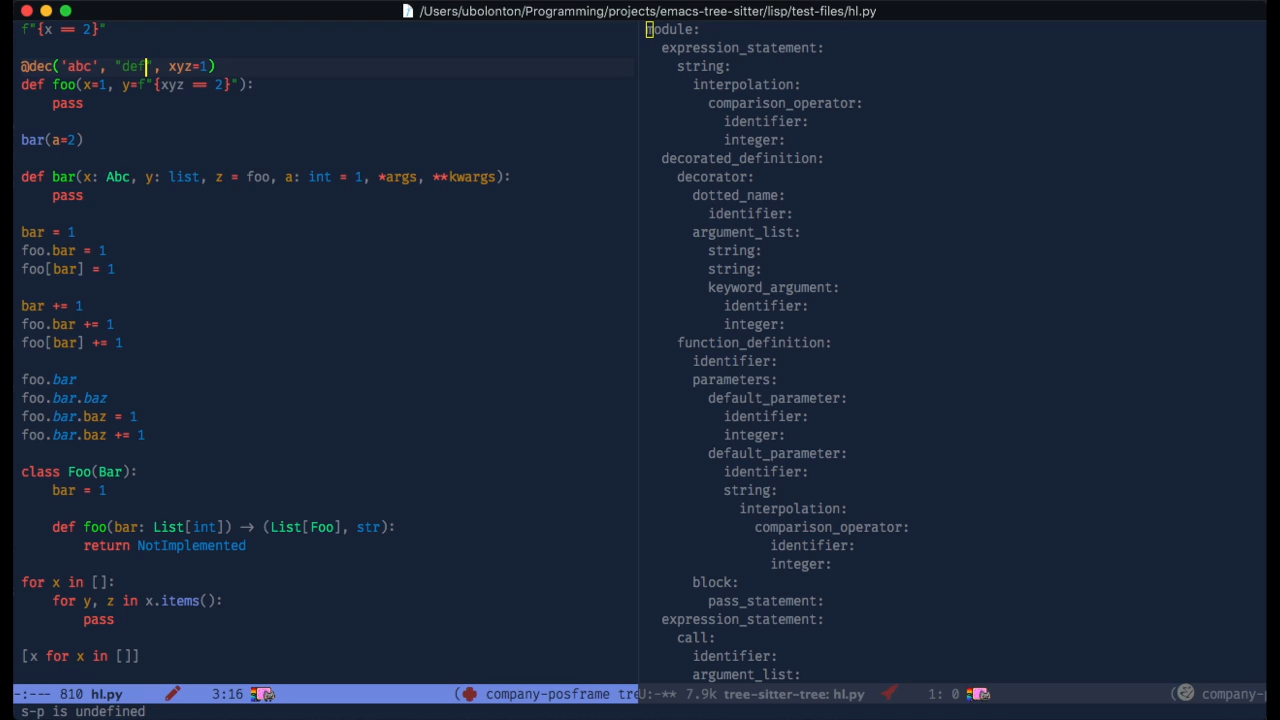 /Users/ubolonton/Programming/projects/emacs-tree-sitter/lisp/test-files/hl.py
f"{x == 2}"
@dec('abc', "def", xyz=1)
def foo(x=1, y=f"{xyz == 2}"):
    pass
bar(a=2)
def bar(x: Abc, y: list, z = foo, a: int = 1, *args, **kwargs):
    pass
bar = 1
foo.bar = 1
foo[bar] = 1
bar += 1
foo.bar += 1
foo[bar] += 1
foo.bar
foo.bar.baz
foo.bar.baz = 1
foo.bar.baz += 1
class Foo(Bar):
    bar = 1
    def foo(bar: List[int]) → (List[Foo], str):
        return NotImplemented
for x in []:
    for y, z in x.items():
        pass
[x for x in []]
-:--- 810 hl.py 3:16 ( company-posframe tre
s-p is undefined
module:
  expression_statement:
    string:
      interpolation:
        comparison_operator:
          identifier:
          integer:
  decorated_definition:
    decorator:
      dotted_name:
        identifier:
      argument_list:
        string:
        string:
        keyword_argument:
          identifier:
          integer:
    function_definition:
      identifier:
      parameters:
        default_parameter:
          identifier:
          integer:
        default_parameter:
          identifier:
          string:
            interpolation:
              comparison_operator:
                identifier:
                integer:
      block:
        pass_statement:
  expression_statement:
    call:
      identifier:
      argument_list:
U:-** 7.9k tree-sitter-tree: hl.py 1: 0 ( company-p